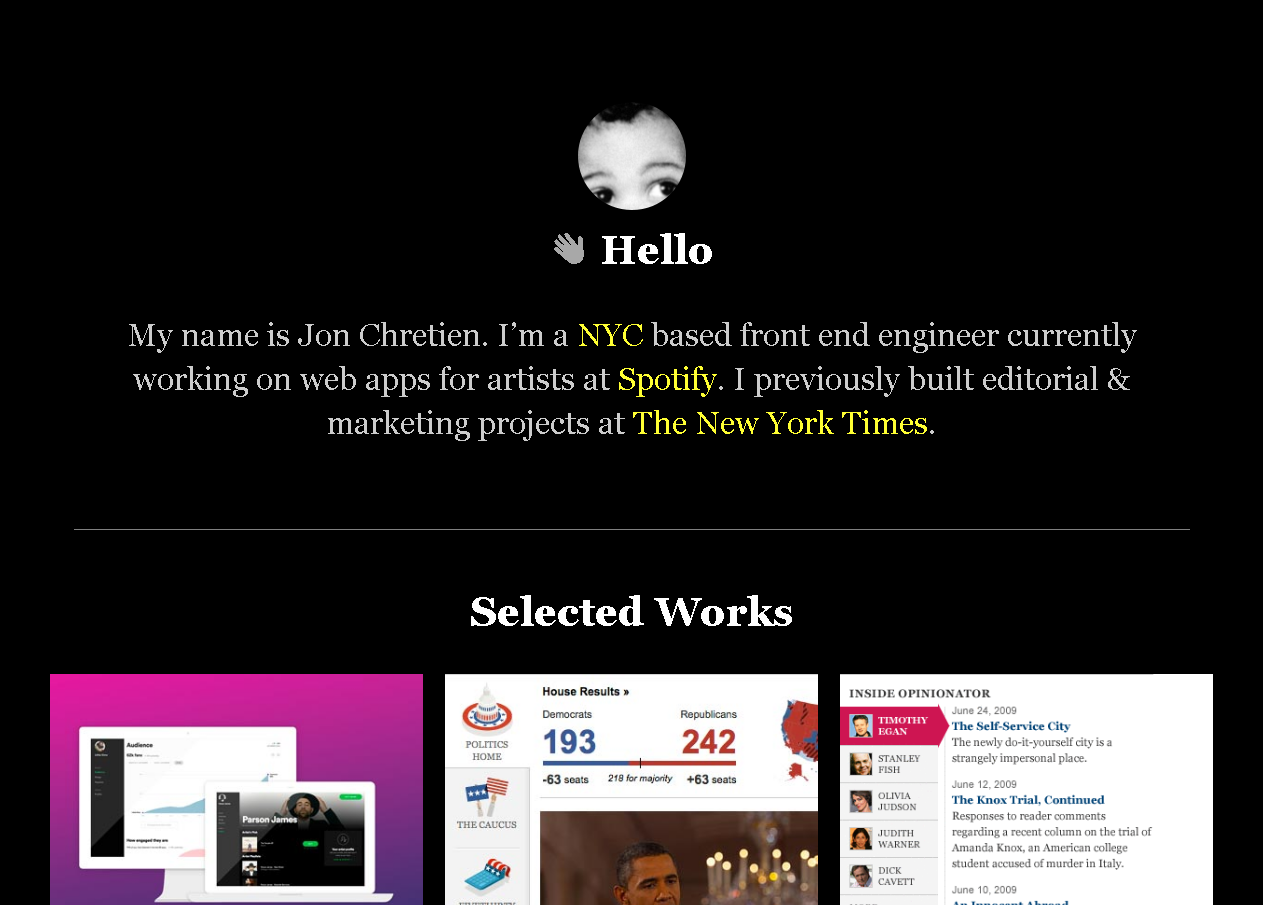 Hello
My name is Jon Chretien. I’m a NYC based front end engineer currently
working on web apps for artists at Spotify. I previously built editorial &
marketing projects at The New York Times.
Selected Works
Audience
Parson James
House Results »
Democrats Republicans
193 242
-63 seats 218 for majority +63 seats
POLITICS
HOME
THE CAUCUS
INSIDE OPINIONATOR
TIMOTHY
EGAN
STANLEY
FISH
OLIVIA
JUDSON
JUDITH
WARNER
DICK
CAVETT
June 24, 2009
The Self-Service City
The newly do-it-yourself city is a
strangely impersonal place.
June 12, 2009
The Knox Trial, Continued
Responses to reader comments
regarding a recent column on the trial of
Amanda Knox, an American college
student accused of murder in Italy.
June 10, 2009
An Innocent Abroad